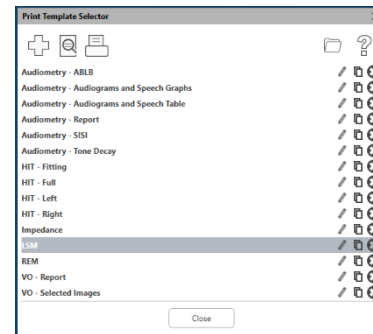 Print Template Selector
Audiometry - ABLB
Audiometry - Audiograms and Speech Graphs
Audiometry - Audiograms and Speech Table
Audiometry - Report
Audiometry - SISI
Audiometry - Tone Decay
HIT - Fitting
HIT - Full
HIT - Left
HIT - Right
Impedance
LSM
REM
VO - Report
VO - Selected Images
Close